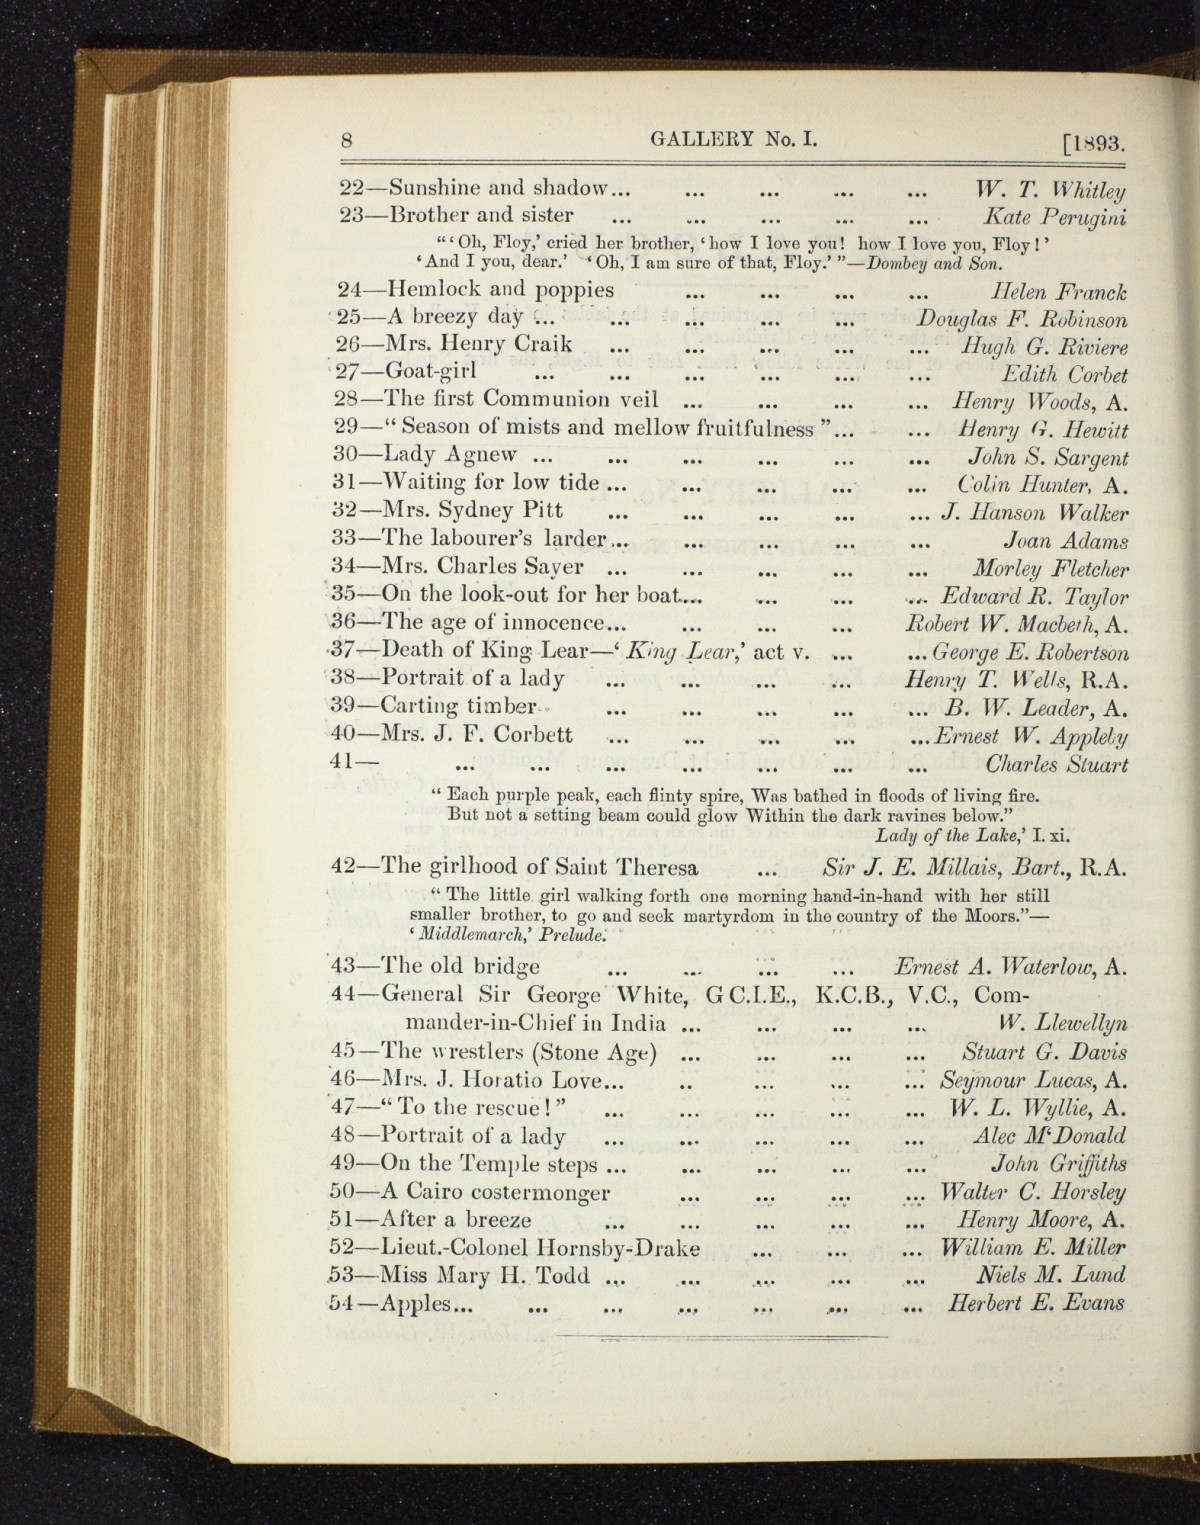 8 GALLERY No. I. [1893.
22—Sunshine and shadow... ... ... ... ... W. T. Whitley
23—Brother and sister ... ... ... ... ... Kate Perugini
"'Oh, Floy,' cried her brother, 'how I love you! how I love you, Floy!'
'And I you, dear.' 'Oh, I am sure of that, Floy.'"—Dombey and Son.
24—Hemlock and poppies ... ... ... ... Helen Franck
25—A breezy day ... ... ... ... ... Douglas F. Robinson
26—Mrs. Henry Craik ... ... ... ... ... Hugh G. Riviere
27—Goat-girl ... ... ... ... ... ... Edith Corbet
28—The first Communion veil ... ... ... ... Henry Woods, A.
29—"Season of mists and mellow fruitfulness"... ... Henry G. Hewitt
30—Lady Agnew ... ... ... ... ... ... John S. Sargent
31—Waiting for low tide ... ... ... ... ... Colin Hunter, A.
32—Mrs. Sydney Pitt ... ... ... ... ... J. Hanson Walker
33—The labourer's larder... ... ... ... ... Joan Adams
34—Mrs. Charles Sayer ... ... ... ... ... Morley Fletcher
35—On the look-out for her boat... ... ... ... Edward R. Taylor
36—The age of innocence... ... ... ... Robert W. Macbeth, A.
37—Death of King Lear—'King Lear,' act v. ... ... George E. Robertson
38—Portrait of a lady ... ... ... ... Henry T. Wells, R.A.
39—Carting timber ... ... ... ... ... B. W. Leader, A.
40—Mrs. J. F. Corbett ... ... ... ... ... Ernest W. Appleby
41— ... ... ... ... ... ... ... Charles Stuart
"Each purple peak, each flinty spire, Was bathed in floods of living fire.
But not a setting beam could glow Within the dark ravines below."
Lady of the Lake,' I. xi.
42—The girlhood of Saint Theresa ... Sir J. E. Millais, Bart., R.A.
"The little girl walking forth one morning hand-in-hand with her still
smaller brother, to go and seek martyrdom in the country of the Moors."—
'Middlemarch,' Prelude.
43—The old bridge ... ... ... ... Ernest A. Waterlow, A.
44—General Sir George White, G C.I.E., K.C.B., V.C., Com-
mander-in-Chief in India ... ... ... ... W. Llewellyn
45—The wrestlers (Stone Age) ... ... ... ... Stuart G. Davis
46—Mrs. J. Horatio Love... .. ... ... ... Seymour Lucas, A.
47—"To the rescue!" ... ... ... ... ... W. L. Wyllie, A.
48—Portrait of a lady ... ... ... ... ... Alec M'Donald
49—On the Temple steps ... ... ... ... ... John Griffiths
50—A Cairo costermonger ... ... ... ... Walter C. Horsley
51—After a breeze ... ... ... ... ... Henry Moore, A.
52—Lieut.-Colonel Hornsby-Drake ... ... ... William E. Miller
53—Miss Mary H. Todd ... ... ... ... ... Niels M. Lund
54—Apples... ... ... ... ... ... ... Herbert E. Evans